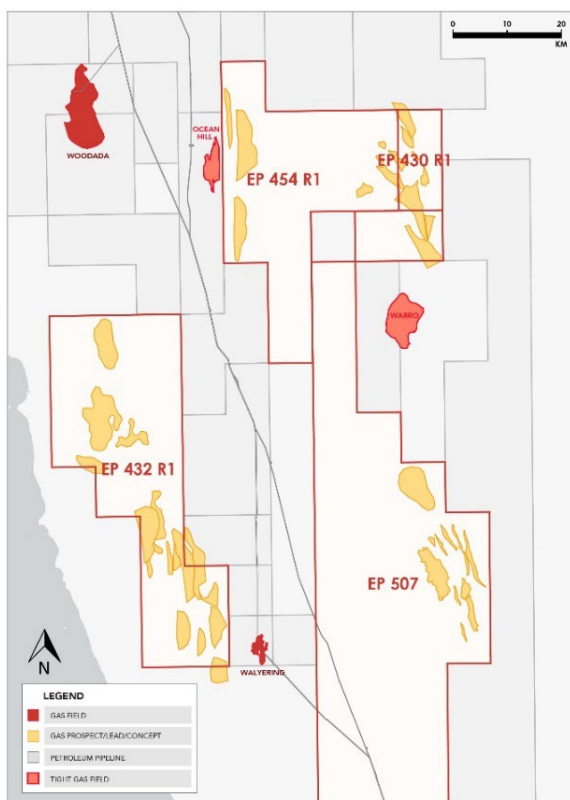 0 10 20
KM
WOODADA
OCEAN
HILL
EP 454 R1
EP 430 R1
WARRO
EP 432 R1
EP 507
WALYERING
N
LEGEND
GAS FIELD
GAS PROSPECT/LEAD/CONCEPT
PETROLEUM PIPELINE
TIGHT GAS FIELD